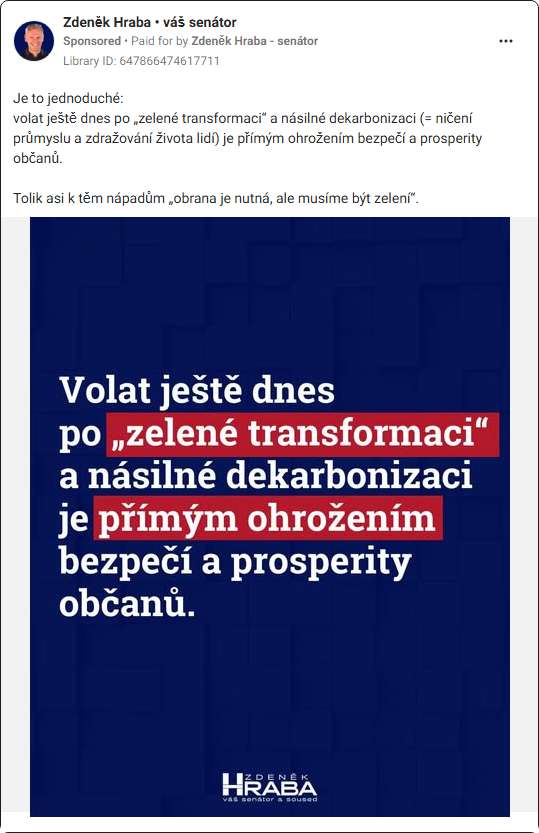 Zdeněk Hraba • váš senátor
Sponsored • Paid for by Zdeněk Hraba - senátor
Library ID: 647866474617711
Je to jednoduché:
volat ještě dnes po „zelené transformaci“ a násilné dekarbonizaci (= ničení
průmyslu a zdražování života lidí) je přímým ohrožením bezpečí a prosperity
občanů.
Tolik asi k těm nápadům „obrana je nutná, ale musíme být zelení“.
Volat ještě dnes
po „zelené transformaci“
a násilné dekarbonizaci
je přímým ohrožením
bezpečí a prosperity
občanů.
ZDENĚK
HRABA
váš senátor a soused